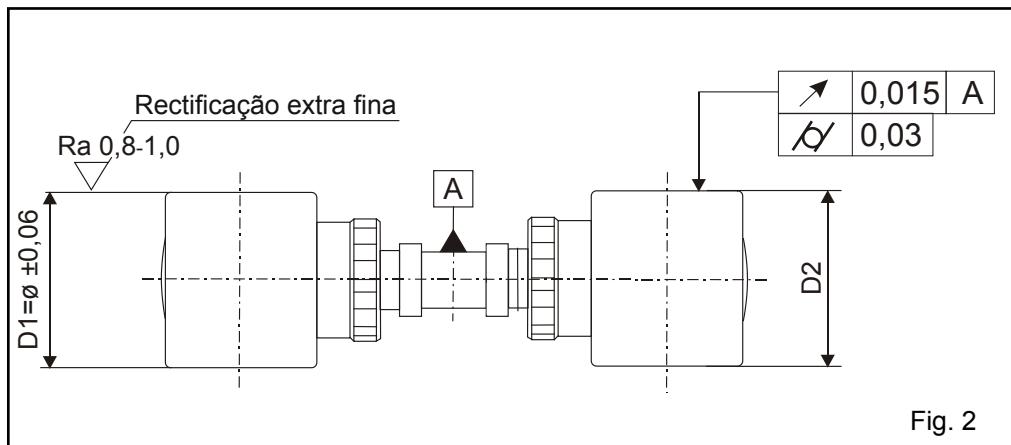 Rectificação extra fina
Ra 0,8-1,0
0,015 A
0,03
A
D1=ø ±0,06
D2
Fig. 2